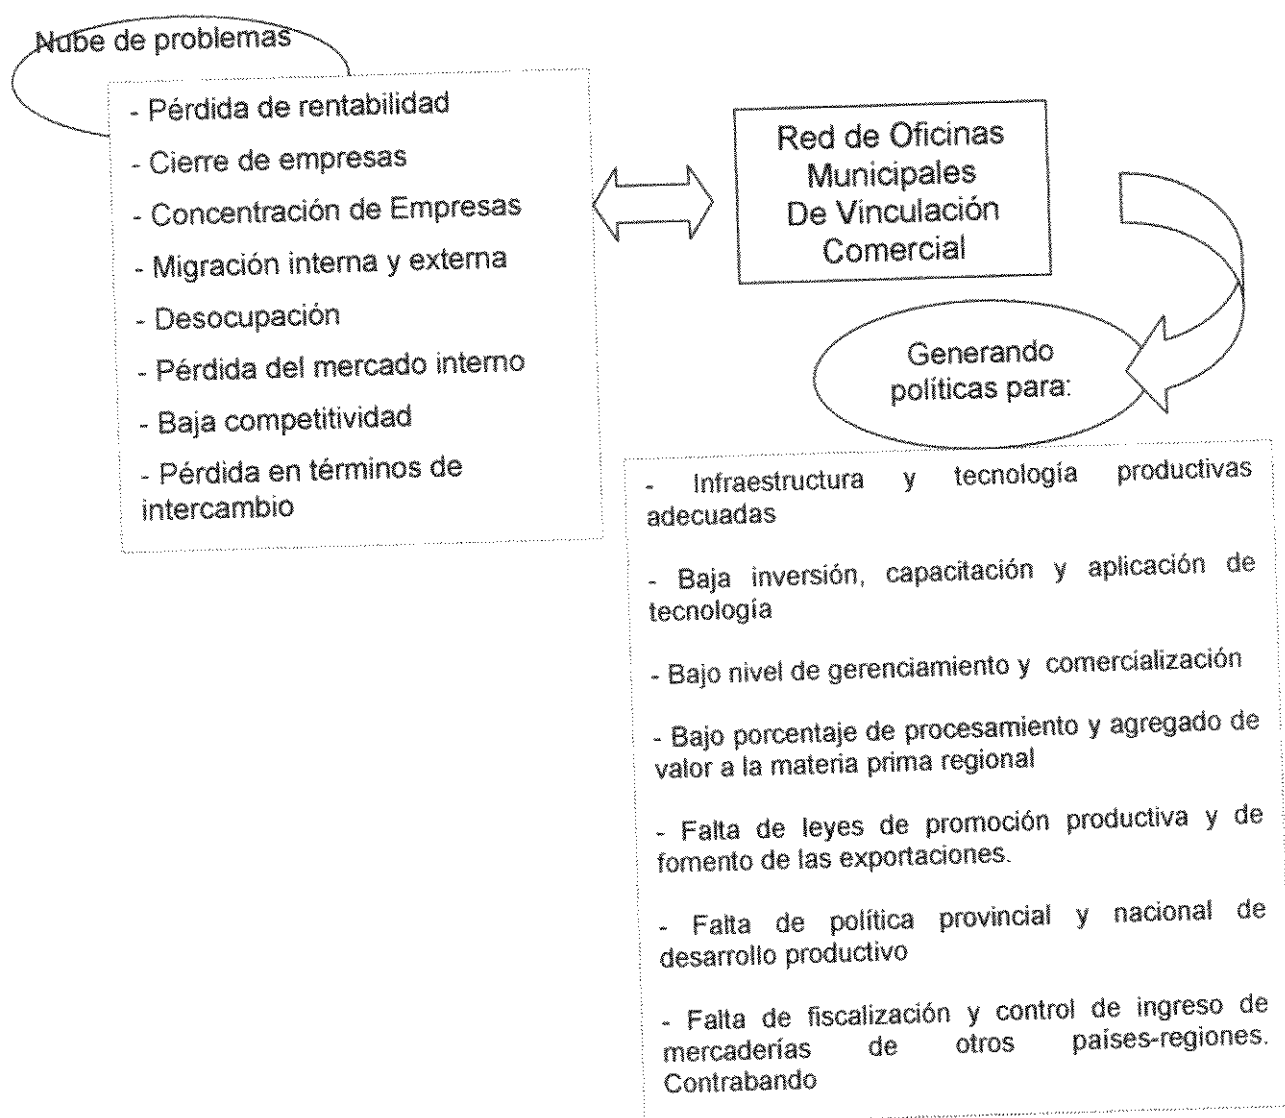 Nube de problemas
- Pérdida de rentabilidad
- Cierre de empresas
- Concentración de Empresas
- Migración interna y externa
- Desocupación
- Pérdida del mercado interno
- Baja competitividad
- Pérdida en términos de
intercambio
Red de Oficinas
Municipales
De Vinculación
Comercial
Generando
políticas para:
- Infraestructura y tecnología productivas
adecuadas
- Baja inversión, capacitación y aplicación de
tecnología
- Bajo nivel de gerenciamiento y comercialización
- Bajo porcentaje de procesamiento y agregado de
valor a la materia prima regional
- Falta de leyes de promoción productiva y de
fomento de las exportaciones.
- Falta de política provincial y nacional de
desarrollo productivo
- Falta de fiscalización y control de ingreso de
mercaderías de otros países-regiones.
Contrabando